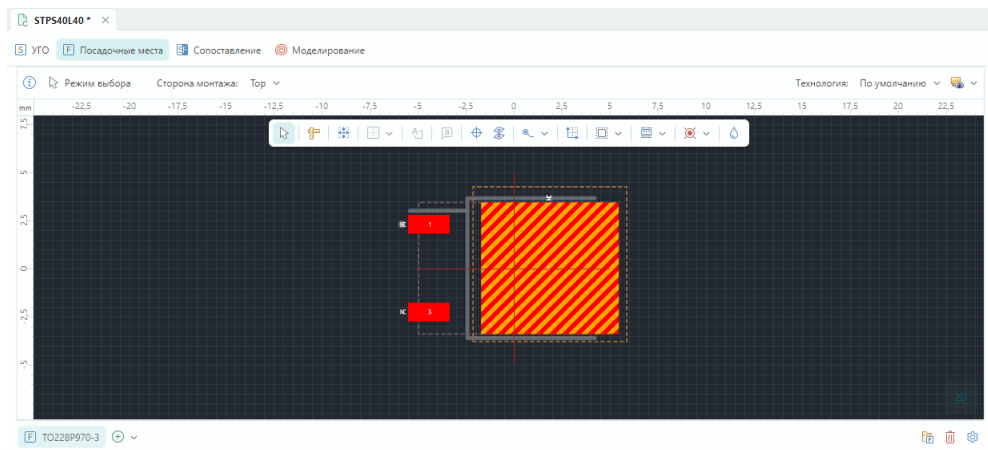 STPS40L40 *
УГО Посадочные места Сопоставление Моделирование
Режим выбора Сторона монтажа: Top Технология: По умолчанию
mm -22,5 -20 -17,5 -15 -12,5 -10 -7,5 -5 -2,5 0 2,5 5 7,5 10 12,5 15 17,5 20 22,5
7,5
5
2,5
1
0
-2,5
3
-5
2D
TO228P970-3